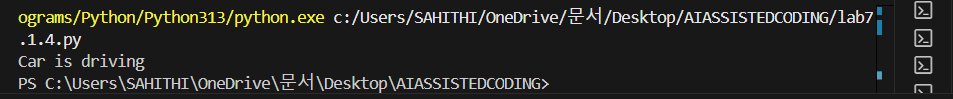 ograms/Python/Python313/python.exe c:/Users/SAHITHI/OneDrive/문서/Desktop/AIASSISTEDCODING/lab7
.1.4.py
Car is driving
PS C:\Users\SAHITHI\OneDrive\문서\Desktop\AIASSISTEDCODING>